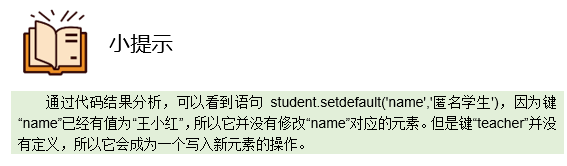 小提示
通过代码结果分析，可以看到语句 student.setdefault('name','匿名学生')，因为键
“name”已经有值为“王小红”，所以它并没有修改“name”对应的元素。但是键“teacher”并没
有定义，所以它会成为一个写入新元素的操作。